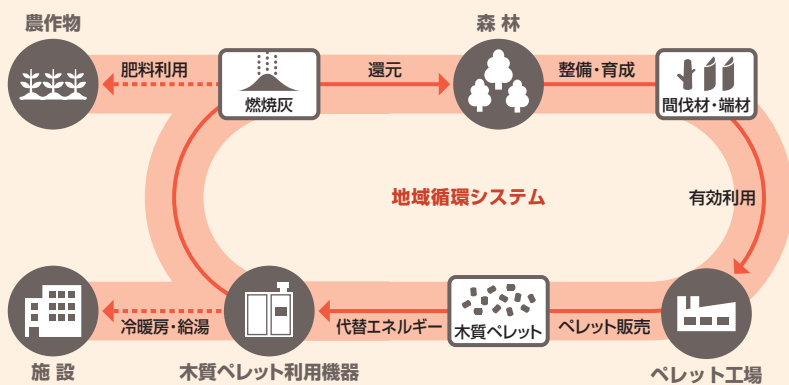 農作物
森 林
肥料利用
還元
整備・育成
燃焼灰
間伐材・端材
地域循環システム
有効利用
冷暖房・給湯
代替エネルギー
木質ペレット
ペレット販売
施 設
木質ペレット利用機器
ペレット工場